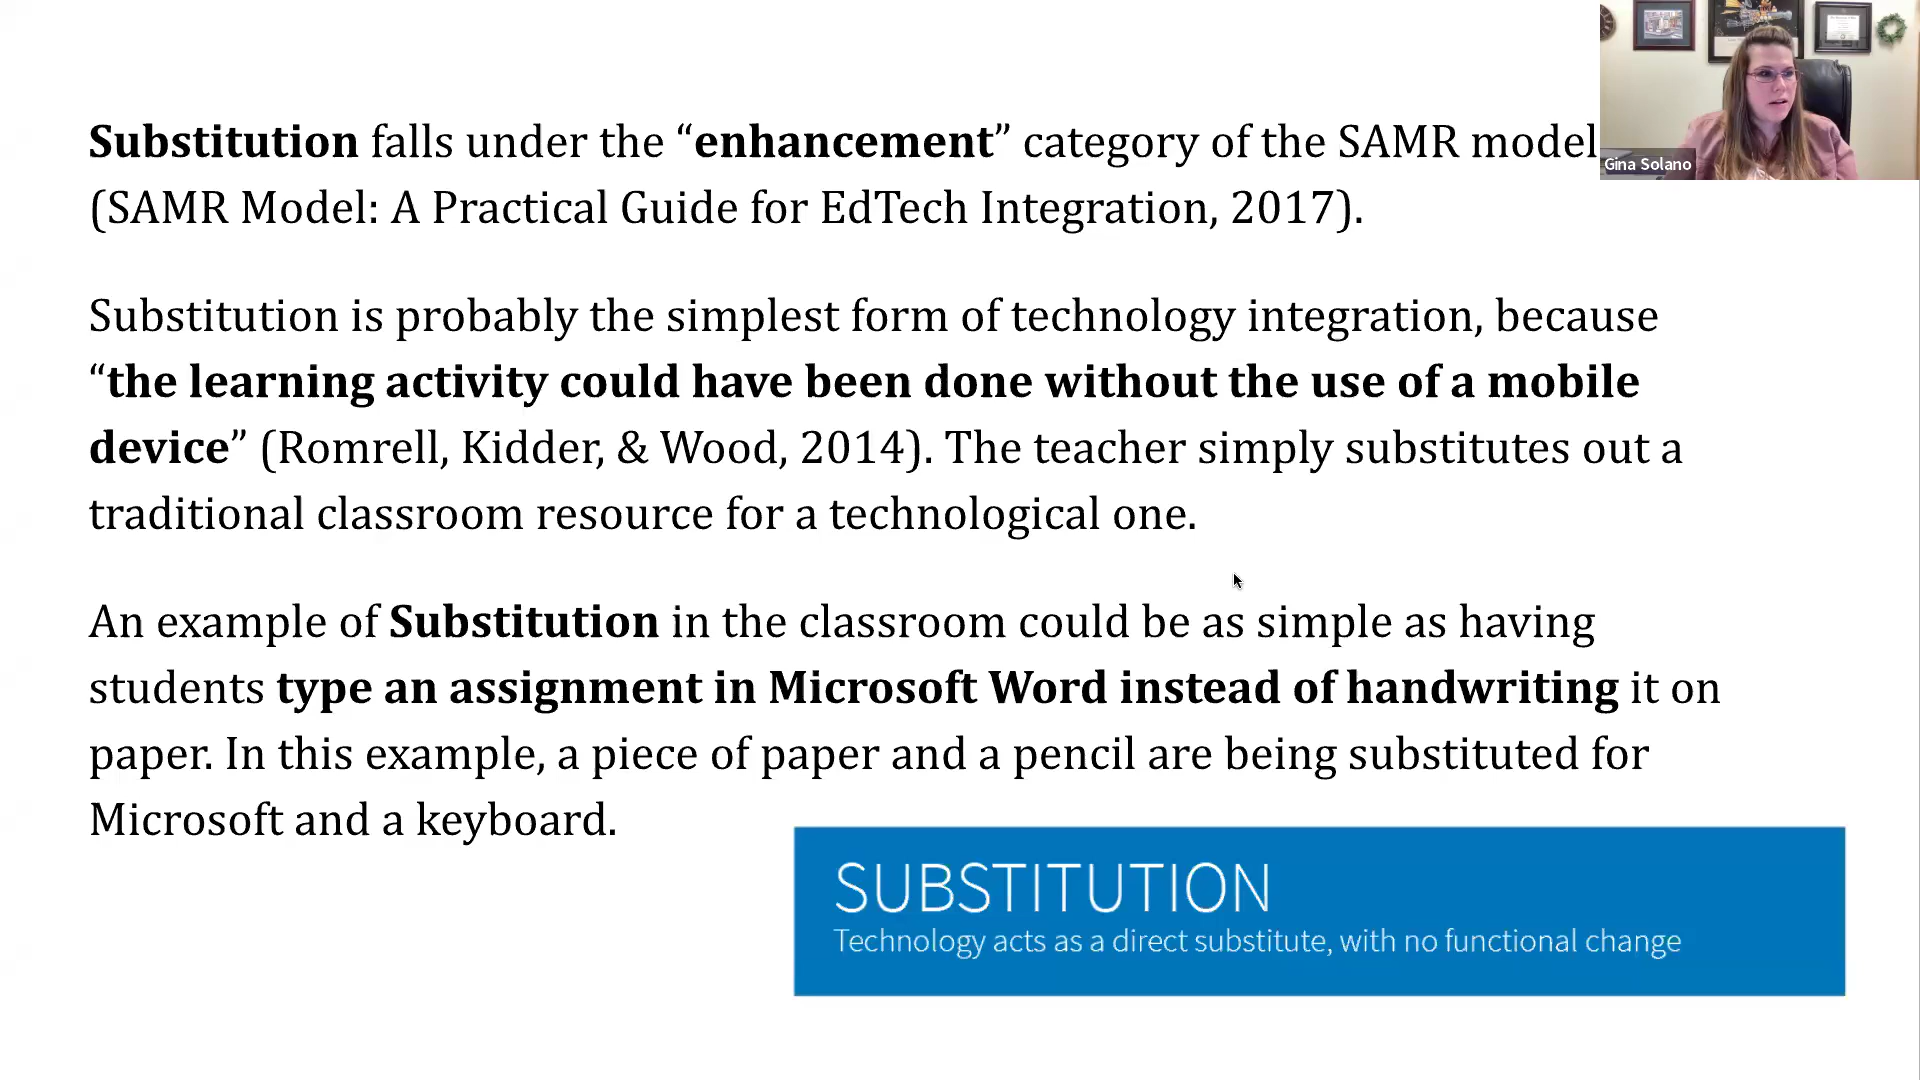 Substitution falls under the “enhancement” category of the SAMR model
(SAMR Model: A Practical Guide for EdTech Integration, 2017).
Substitution is probably the simplest form of technology integration, because
“the learning activity could have been done without the use of a mobile
device” (Romrell, Kidder, & Wood, 2014). The teacher simply substitutes out a
traditional classroom resource for a technological one.
An example of Substitution in the classroom could be as simple as having
students type an assignment in Microsoft Word instead of handwriting it on
paper. In this example, a piece of paper and a pencil are being substituted for
Microsoft and a keyboard.
SUBSTITUTION
Technology acts as a direct substitute, with no functional change
Gina Solano